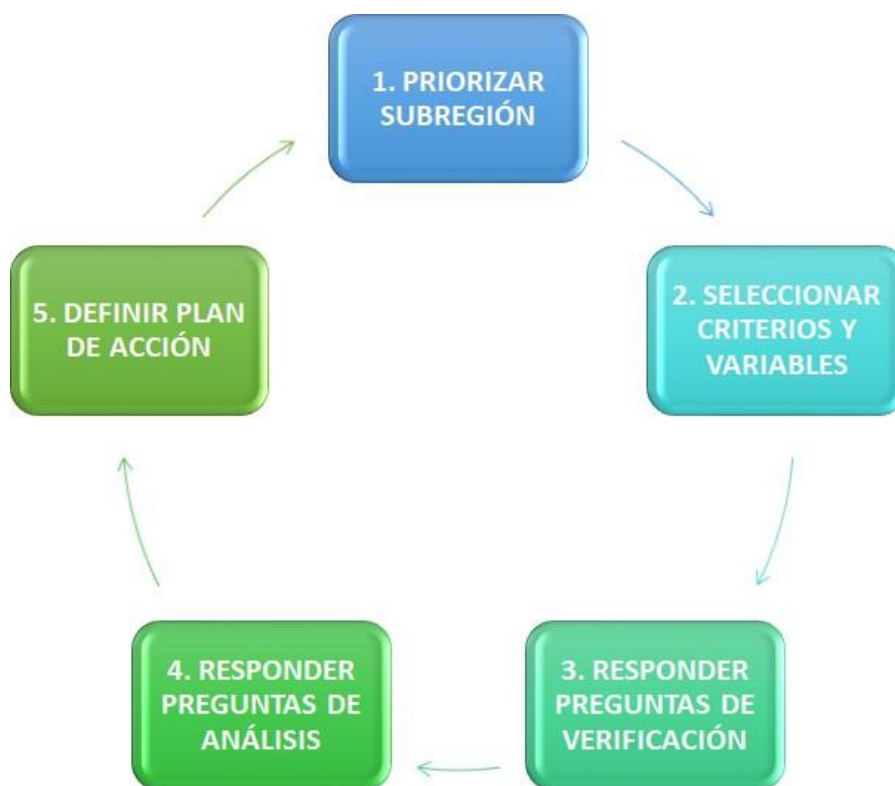 1. PRIORIZAR
SUBREGIÓN
2. SELECCIONAR
CRITERIOS Y
VARIABLES
3. RESPONDER
PREGUNTAS DE
VERIFICACIÓN
4. RESPONDER
PREGUNTAS DE
ANÁLISIS
5. DEFINIR PLAN
DE ACCIÓN